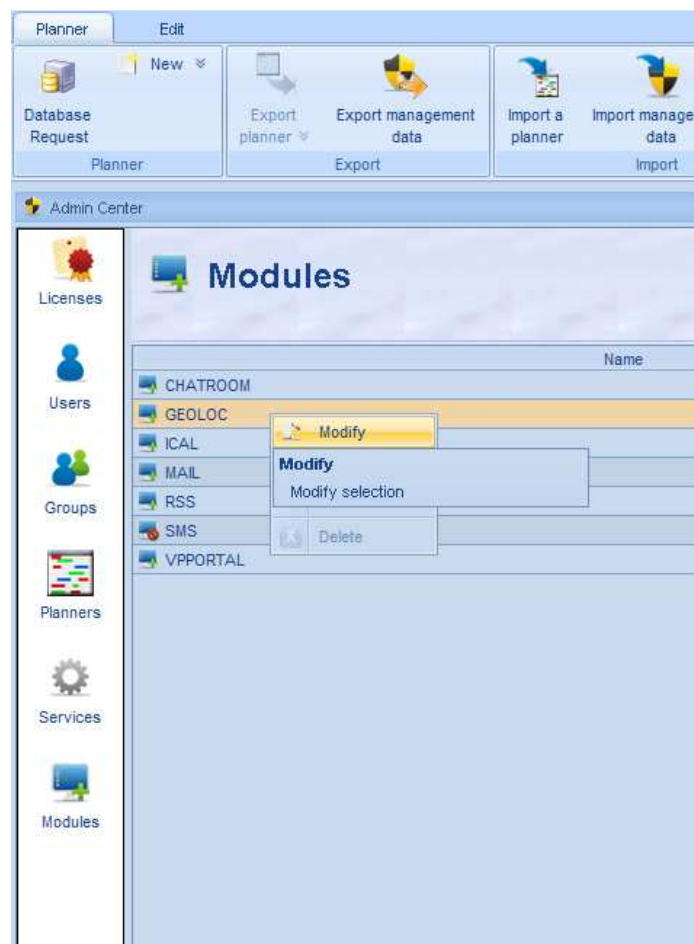 Planner
Edit
New
Database
Request
Export
planner
Export management
data
Import a
planner
Import manage
data
Planner
Export
Import
Admin Center
Licenses
Users
Groups
Planners
Services
Modules
Modules
Name
CHATROOM
GEOLOC
ICAL
MAIL
RSS
SMS
VPPORTAL
Modify
Modify
Modify selection
Delete